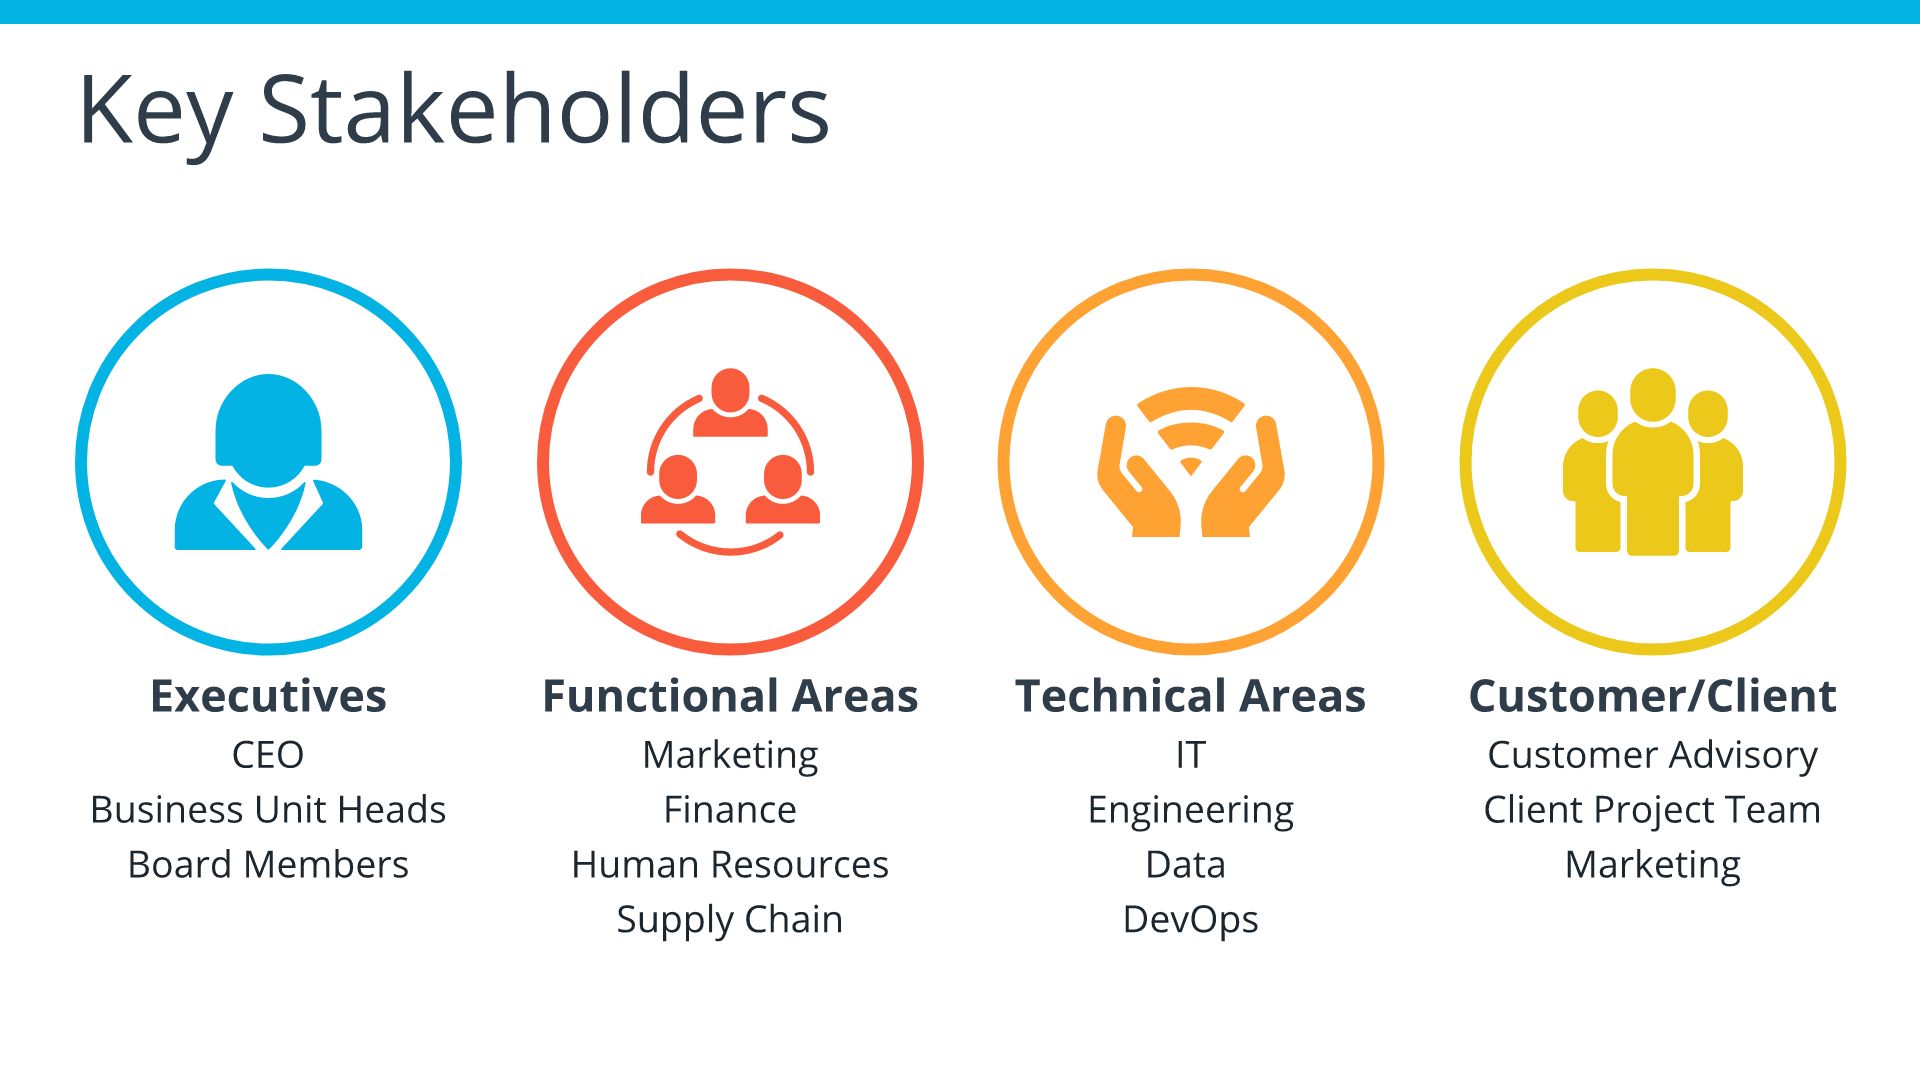 Key Stakeholders
Executives
CEO
Business Unit Heads
Board Members
Functional Areas
Marketing
Finance
Human Resources
Supply Chain
Technical Areas
IT
Engineering
Data
DevOps
Customer/Client
Customer Advisory
Client Project Team
Marketing